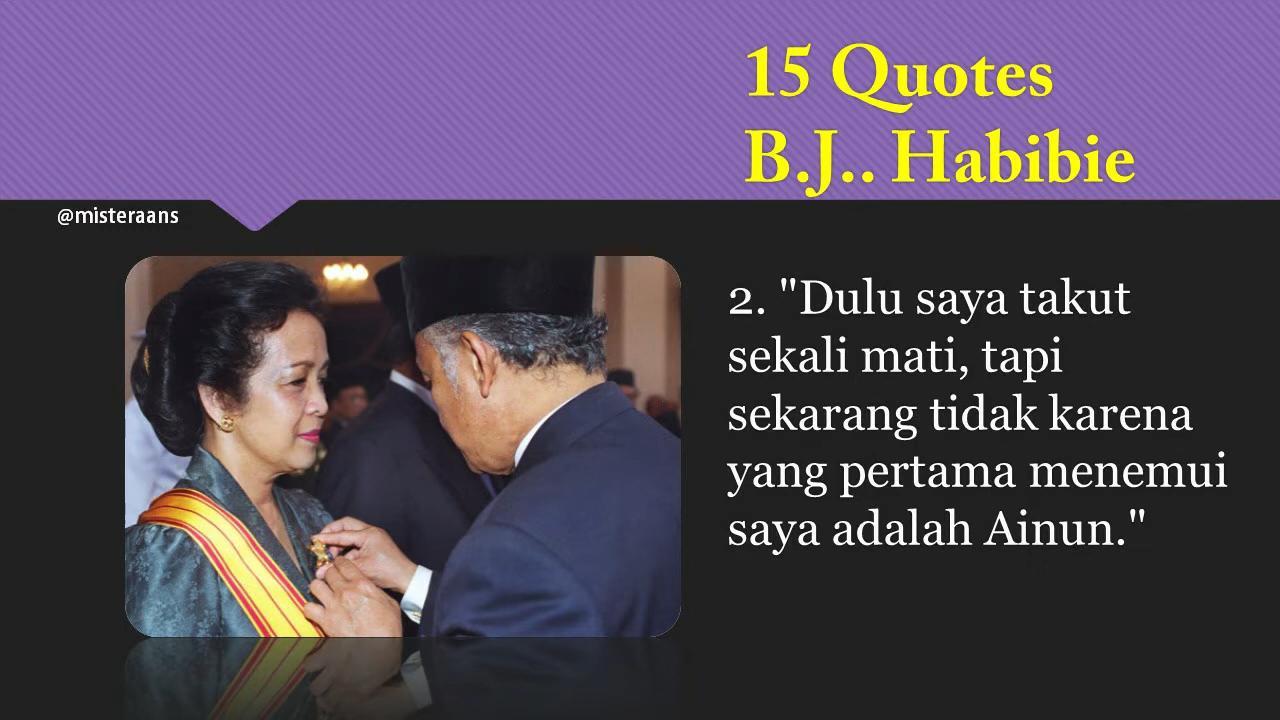 15 Quotes
B.J.. Habibie
@misteraans
2. "Dulu saya takut
sekali mati, tapi
sekarang tidak karena
yang pertama menemui
saya adalah Ainun."